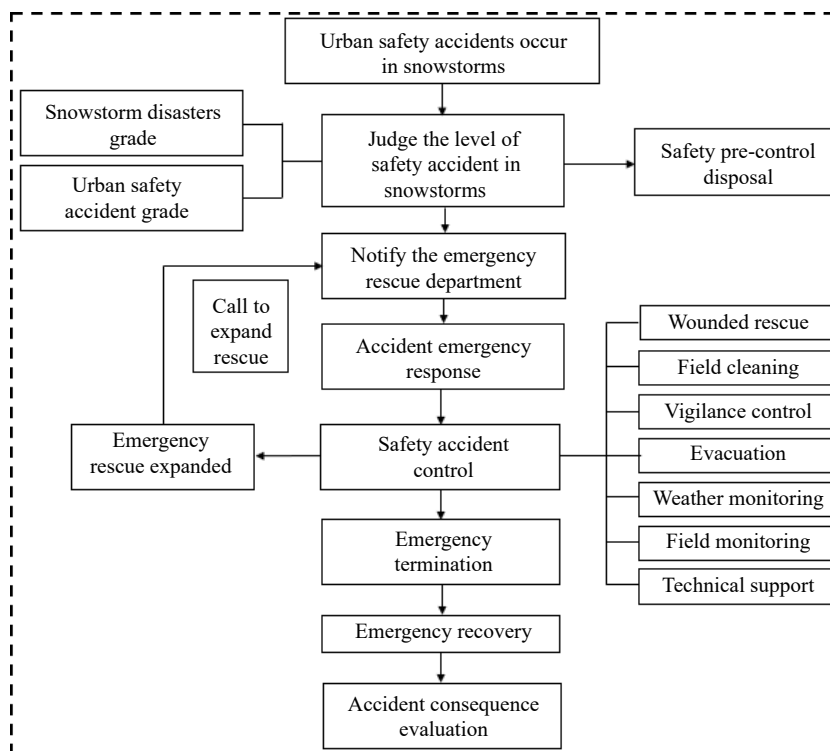 Urban safety accidents occur
in snowstorms
Snowstorm disasters
grade
Judge the level of
safety accident in
snowstorms
Safety pre-control
disposal
Urban safety
accident grade
Notify the emergency
rescue department
Call to
expand
rescue
Wounded rescue
Accident emergency
response
Field cleaning
Vigilance control
Emergency
rescue expanded
Safety accident
control
Evacuation
Weather monitoring
Emergency
termination
Field monitoring
Technical support
Emergency recovery
Accident consequence
evaluation